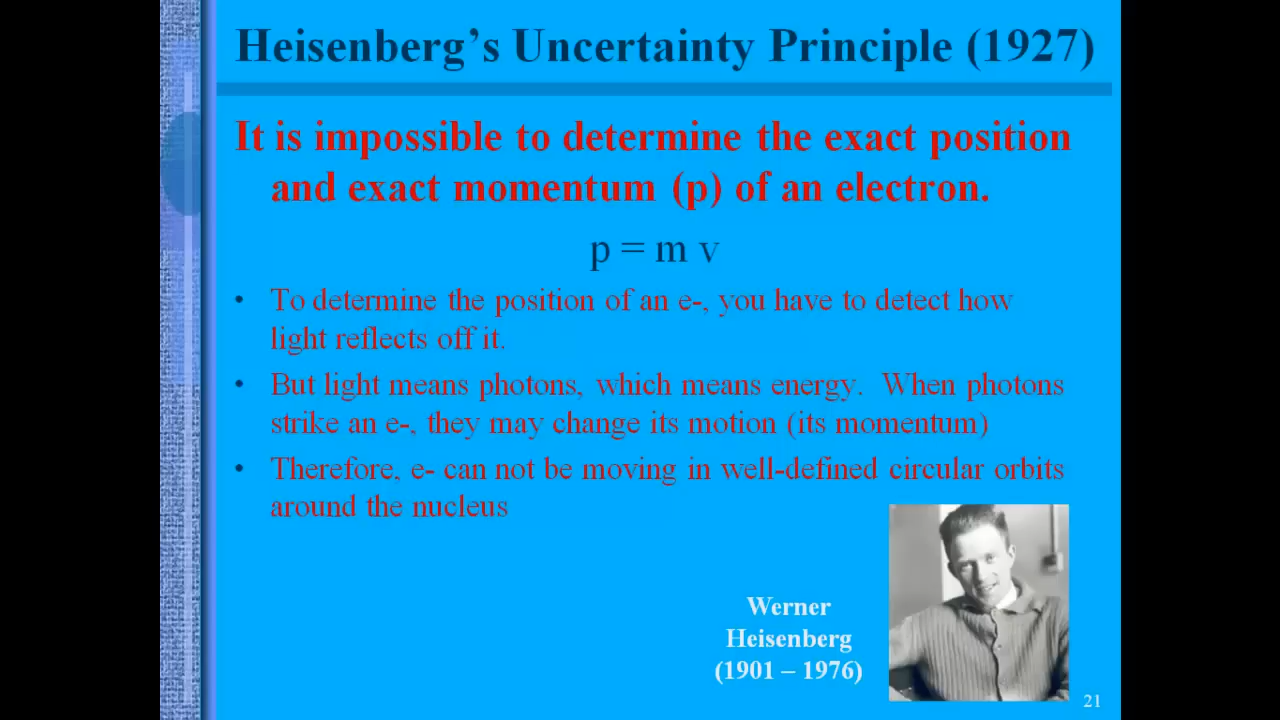 Heisenberg’s Uncertainty Principle (1927)
It is impossible to determine the exact position
and exact momentum (p) of an electron.
p = m v
• To determine the position of an e-, you have to detect how
light reflects off it.
• But light means photons, which means energy. When photons
strike an e-, they may change its motion (its momentum)
• Therefore, e- can not be moving in well-defined circular orbits
around the nucleus
Werner
Heisenberg
(1901 – 1976)
21